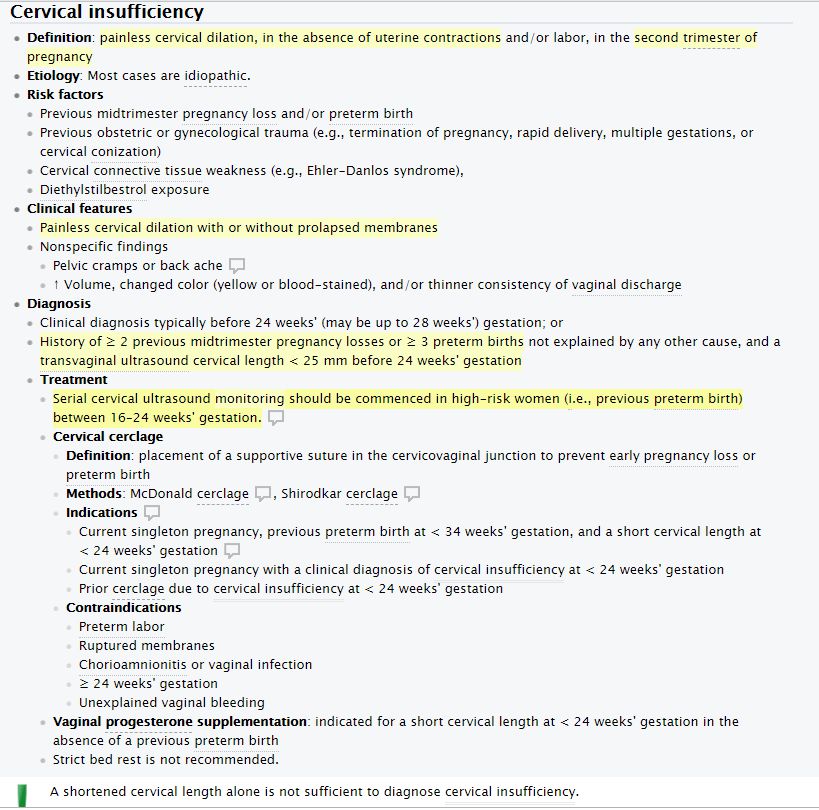 Cervical insufficiency
Definition: painless cervical dilation, in the absence of uterine contractions and/or labor, in the second trimester of
pregnancy
Etiology: Most cases are idiopathic.
Risk factors
Previous midtrimester pregnancy loss and/or preterm birth
Previous obstetric or gynecological trauma (e.g., termination of pregnancy, rapid delivery, multiple gestations, or
cervical conization)
Cervical connective tissue weakness (e.g., Ehler-Danlos syndrome),
Diethylstilbestrol exposure
Clinical features
Painless cervical dilation with or without prolapsed membranes
Nonspecific findings
Pelvic cramps or back ache
↑ Volume, changed color (yellow or blood-stained), and/or thinner consistency of vaginal discharge
Diagnosis
Clinical diagnosis typically before 24 weeks' (may be up to 28 weeks') gestation; or
History of ≥ 2 previous midtrimester pregnancy losses or ≥ 3 preterm births not explained by any other cause, and a
transvaginal ultrasound cervical length < 25 mm before 24 weeks' gestation
Treatment
Serial cervical ultrasound monitoring should be commenced in high-risk women (i.e., previous preterm birth)
between 16-24 weeks' gestation.
Cervical cerclage
Definition: placement of a supportive suture in the cervicovaginal junction to prevent early pregnancy loss or
preterm birth
Methods: McDonald cerclage , Shirodkar cerclage
Indications
Current singleton pregnancy, previous preterm birth at < 34 weeks' gestation, and a short cervical length at
< 24 weeks' gestation
Current singleton pregnancy with a clinical diagnosis of cervical insufficiency at < 24 weeks' gestation
Prior cerclage due to cervical insufficiency at < 24 weeks' gestation
Contraindications
Preterm labor
Ruptured membranes
Chorioamnionitis or vaginal infection
≥ 24 weeks' gestation
Unexplained vaginal bleeding
Vaginal progesterone supplementation: indicated for a short cervical length at < 24 weeks' gestation in the
absence of a previous preterm birth
Strict bed rest is not recommended.
A shortened cervical length alone is not sufficient to diagnose cervical insufficiency.